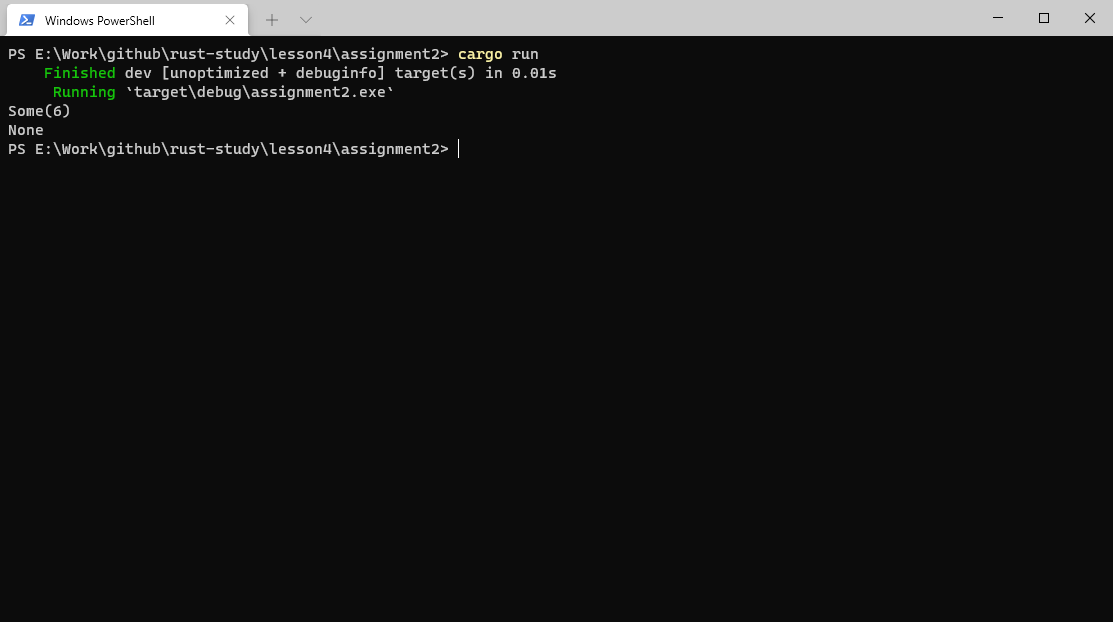 Windows PowerShell
PS E:\Work\github\rust-study\lesson4\assignment2> cargo run
    Finished dev [unoptimized + debuginfo] target(s) in 0.01s
     Running `target\debug\assignment2.exe`
Some(6)
None
PS E:\Work\github\rust-study\lesson4\assignment2>